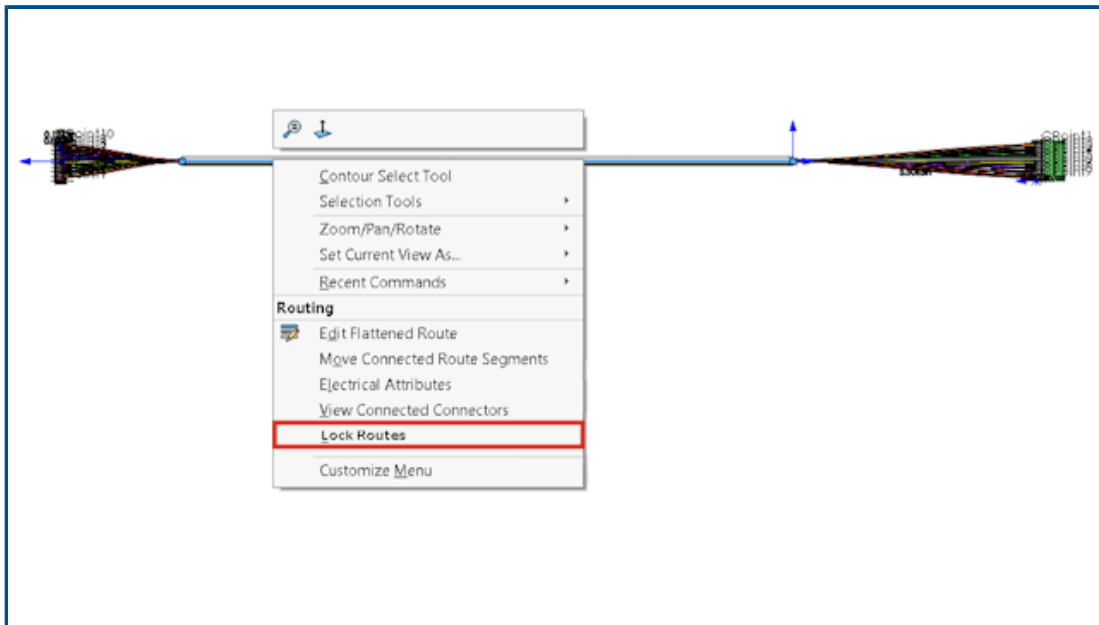 Contour Select Tool
Selection Tools
Zoom/Pan/Rotate
Set Current View As...
Recent Commands
Routing
Edit Flattened Route
Move Connected Route Segments
Electrical Attributes
View Connected Connectors
Lock Routes
Customize Menu